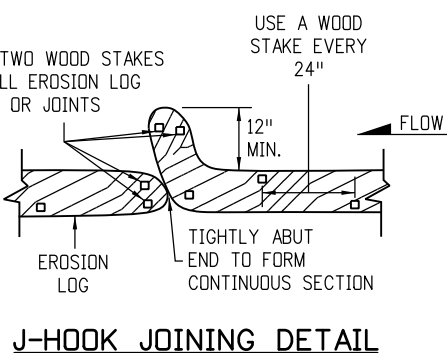 TWO WOOD STAKES
EROSION LOG
OR JOINTS
USE A WOOD
STAKE EVERY
24"
12"
MIN.
FLOW
EROSION
LOG
TIGHTLY ABUT
END TO FORM
CONTINUOUS SECTION
J-HOOK JOINING DETAIL